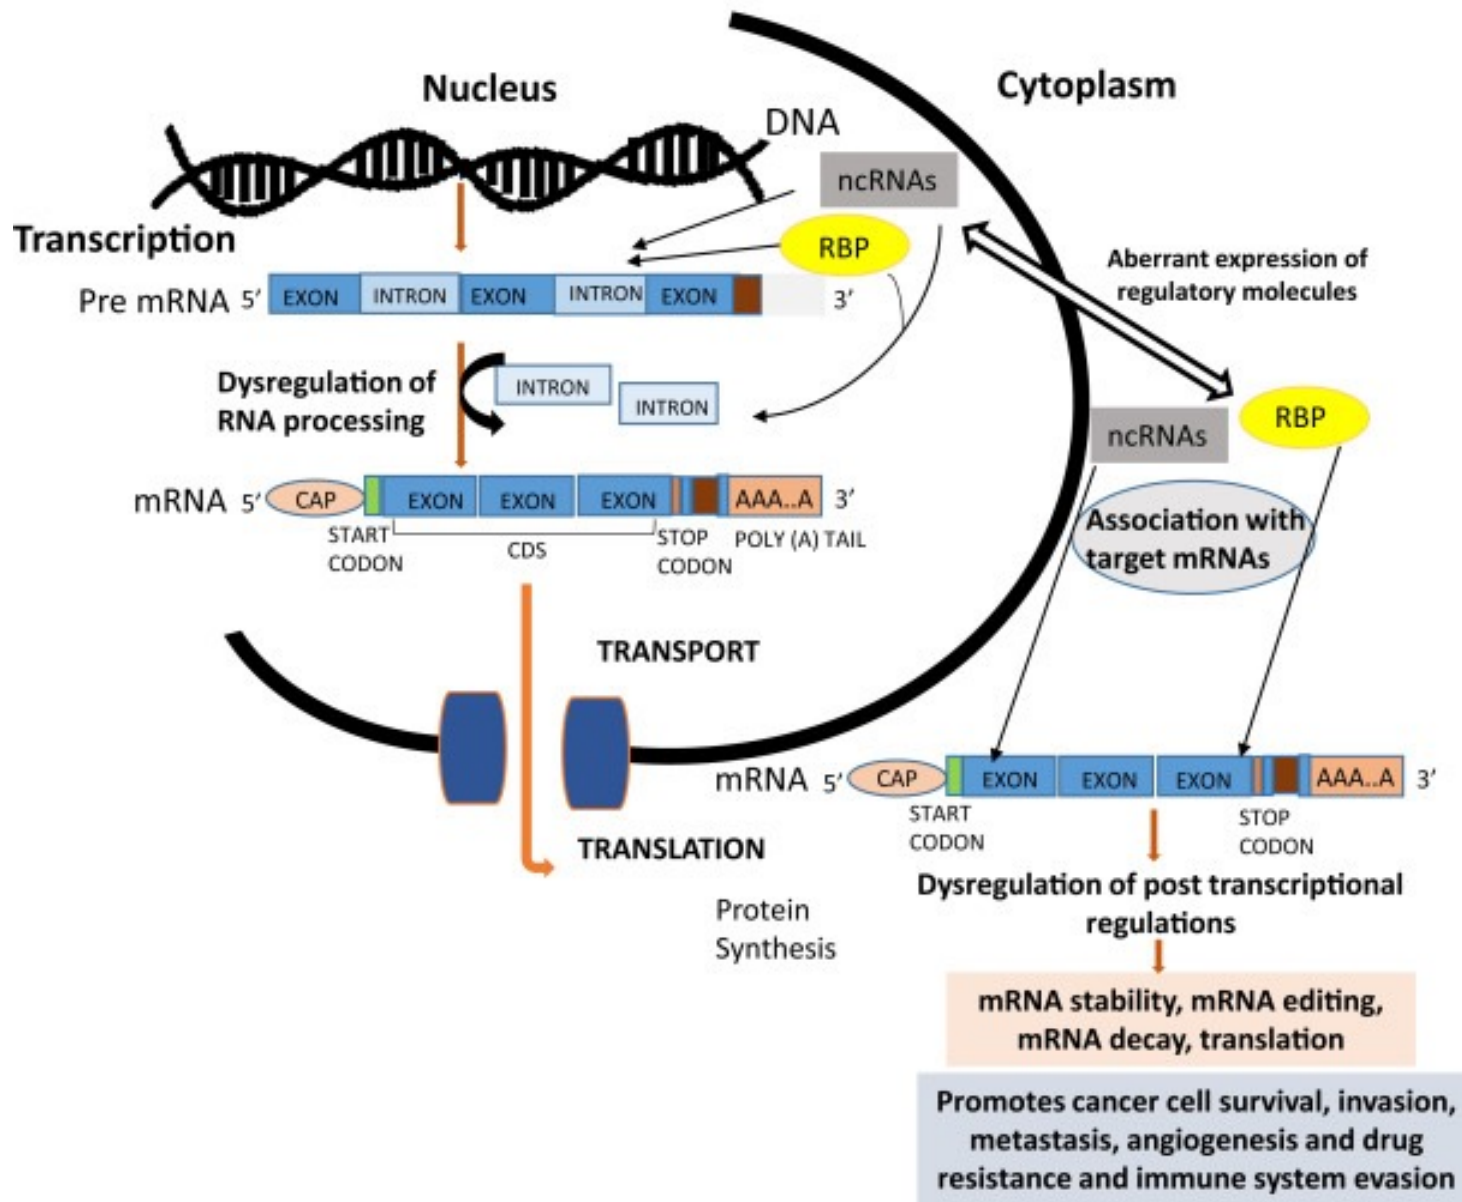 Nucleus
Cytoplasm
DNA
ncRNAs
Transcription
RBP
Aberrant expression of
regulatory molecules
Pre mRNA 5’ EXON INTRON EXON INTRON EXON 3’
Dysregulation of
RNA processing
INTRON
INTRON
ncRNAs
RBP
mRNA 5’ CAP EXON EXON EXON AAA..A 3’
START
CODON
CDS
STOP
CODON
POLY (A) TAIL
Association with
target mRNAs
TRANSPORT
mRNA 5’ CAP EXON EXON EXON AAA..A 3’
START
CODON
STOP
CODON
TRANSLATION
Protein
Synthesis
Dysregulation of post transcriptional
regulations
mRNA stability, mRNA editing,
mRNA decay, translation
Promotes cancer cell survival, invasion,
metastasis, angiogenesis and drug
resistance and immune system evasion